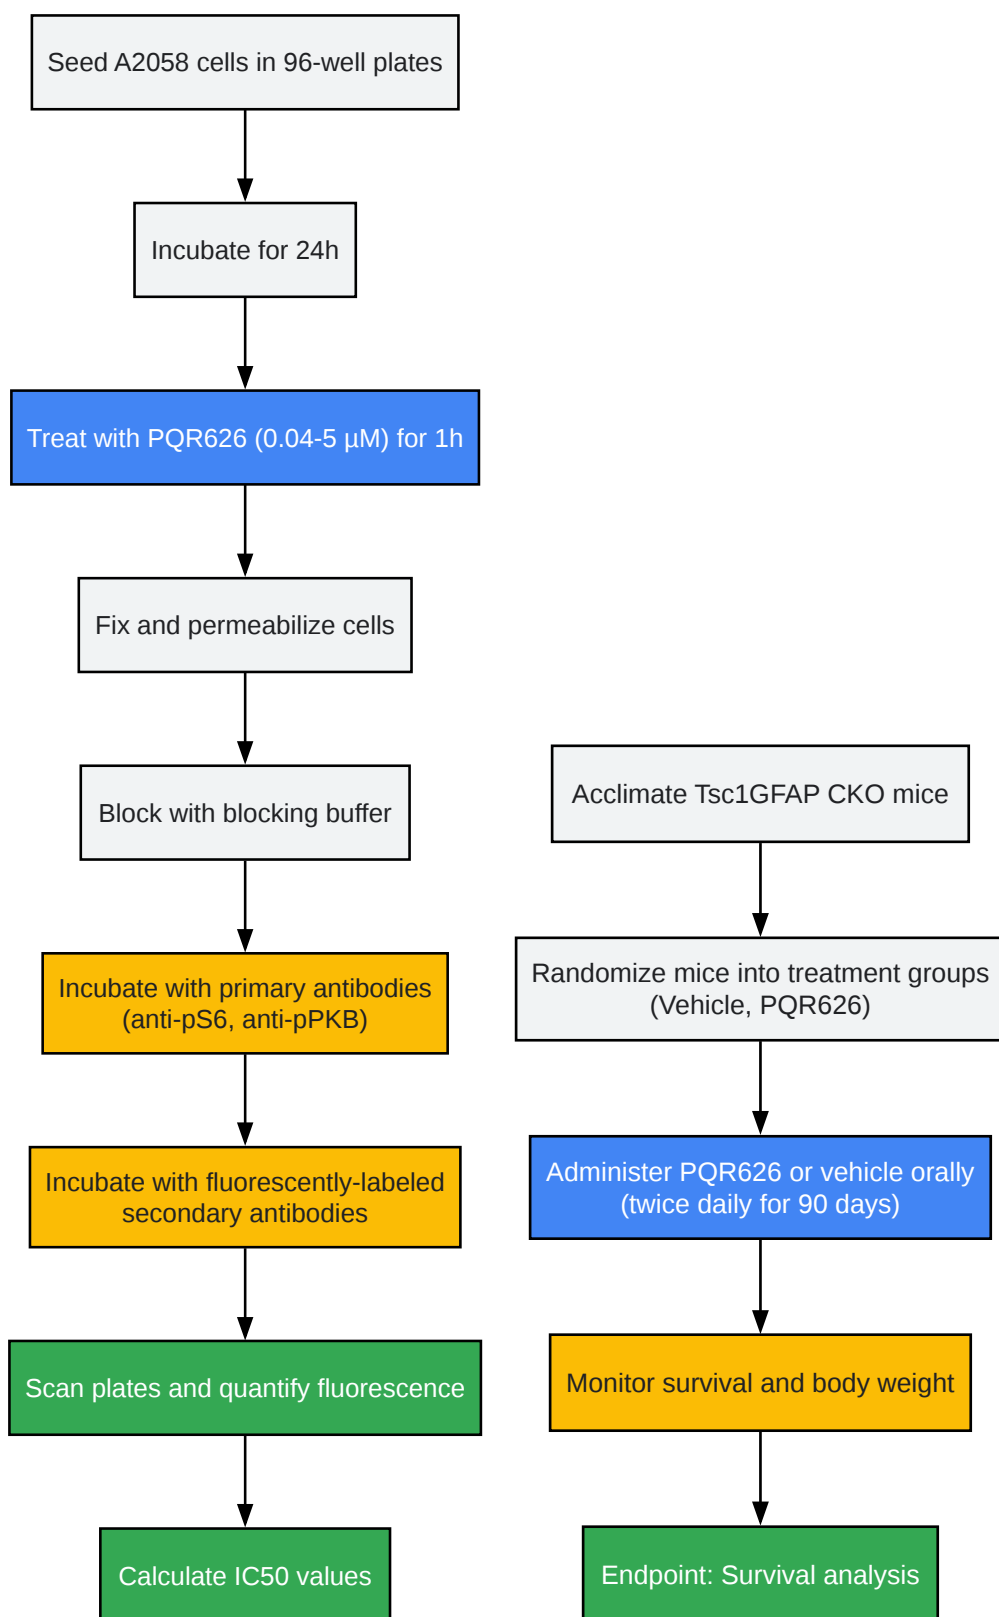 Seed A2058 cells in 96-well plates
Incubate for 24h
Treat with PQR626 (0.04-5 µM) for 1h
Fix and permeabilize cells
Block with blocking buffer
Incubate with primary antibodies
(anti-pS6, anti-pPKB)
Incubate with fluorescently-labeled
secondary antibodies
Scan plates and quantify fluorescence
Calculate IC50 values
Acclimate Tsc1GFAP CKO mice
Randomize mice into treatment groups
(Vehicle, PQR626)
Administer PQR626 or vehicle orally
(twice daily for 90 days)
Monitor survival and body weight
Endpoint: Survival analysis